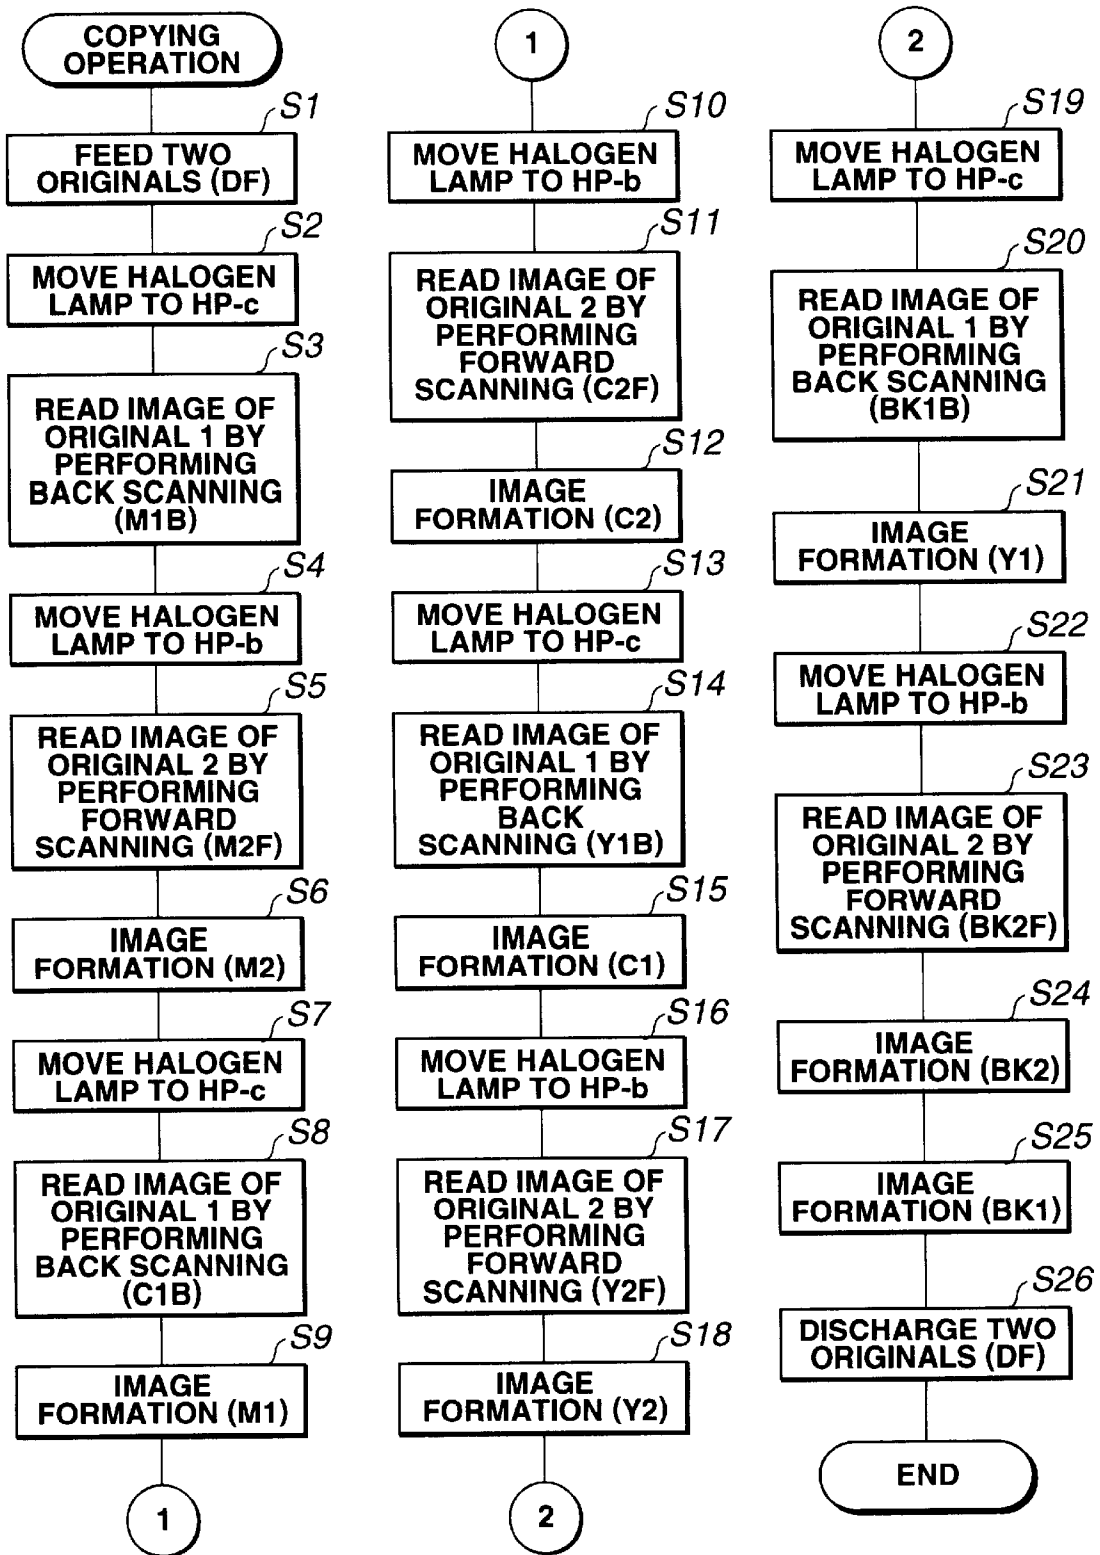 COPYING
OPERATION
S1
FEED TWO
ORIGINALS (DF)
S2
MOVE HALOGEN
LAMP TO HP-c
S3
READ IMAGE OF
ORIGINAL 1 BY
PERFORMING
BACK SCANNING
(M1B)
S4
MOVE HALOGEN
LAMP TO HP-b
S5
READ IMAGE OF
ORIGINAL 2 BY
PERFORMING
FORWARD
SCANNING (M2F)
S6
IMAGE
FORMATION (M2)
S7
MOVE HALOGEN
LAMP TO HP-c
S8
READ IMAGE OF
ORIGINAL 1 BY
PERFORMING
BACK SCANNING
(C1B)
S9
IMAGE
FORMATION (M1)
1
1
S10
MOVE HALOGEN
LAMP TO HP-b
S11
READ IMAGE OF
ORIGINAL 2 BY
PERFORMING
FORWARD
SCANNING (C2F)
S12
IMAGE
FORMATION (C2)
S13
MOVE HALOGEN
LAMP TO HP-c
S14
READ IMAGE OF
ORIGINAL 1 BY
PERFORMING
BACK
SCANNING (Y1B)
S15
IMAGE
FORMATION (C1)
S16
MOVE HALOGEN
LAMP TO HP-b
S17
READ IMAGE OF
ORIGINAL 2 BY
PERFORMING
FORWARD
SCANNING (Y2F)
S18
IMAGE
FORMATION (Y2)
2
2
S19
MOVE HALOGEN
LAMP TO HP-c
S20
READ IMAGE OF
ORIGINAL 1 BY
PERFORMING
BACK SCANNING
(BK1B)
S21
IMAGE
FORMATION (Y1)
S22
MOVE HALOGEN
LAMP TO HP-b
S23
READ IMAGE OF
ORIGINAL 2 BY
PERFORMING
FORWARD
SCANNING (BK2F)
S24
IMAGE
FORMATION (BK2)
S25
IMAGE
FORMATION (BK1)
S26
DISCHARGE TWO
ORIGINALS (DF)
END